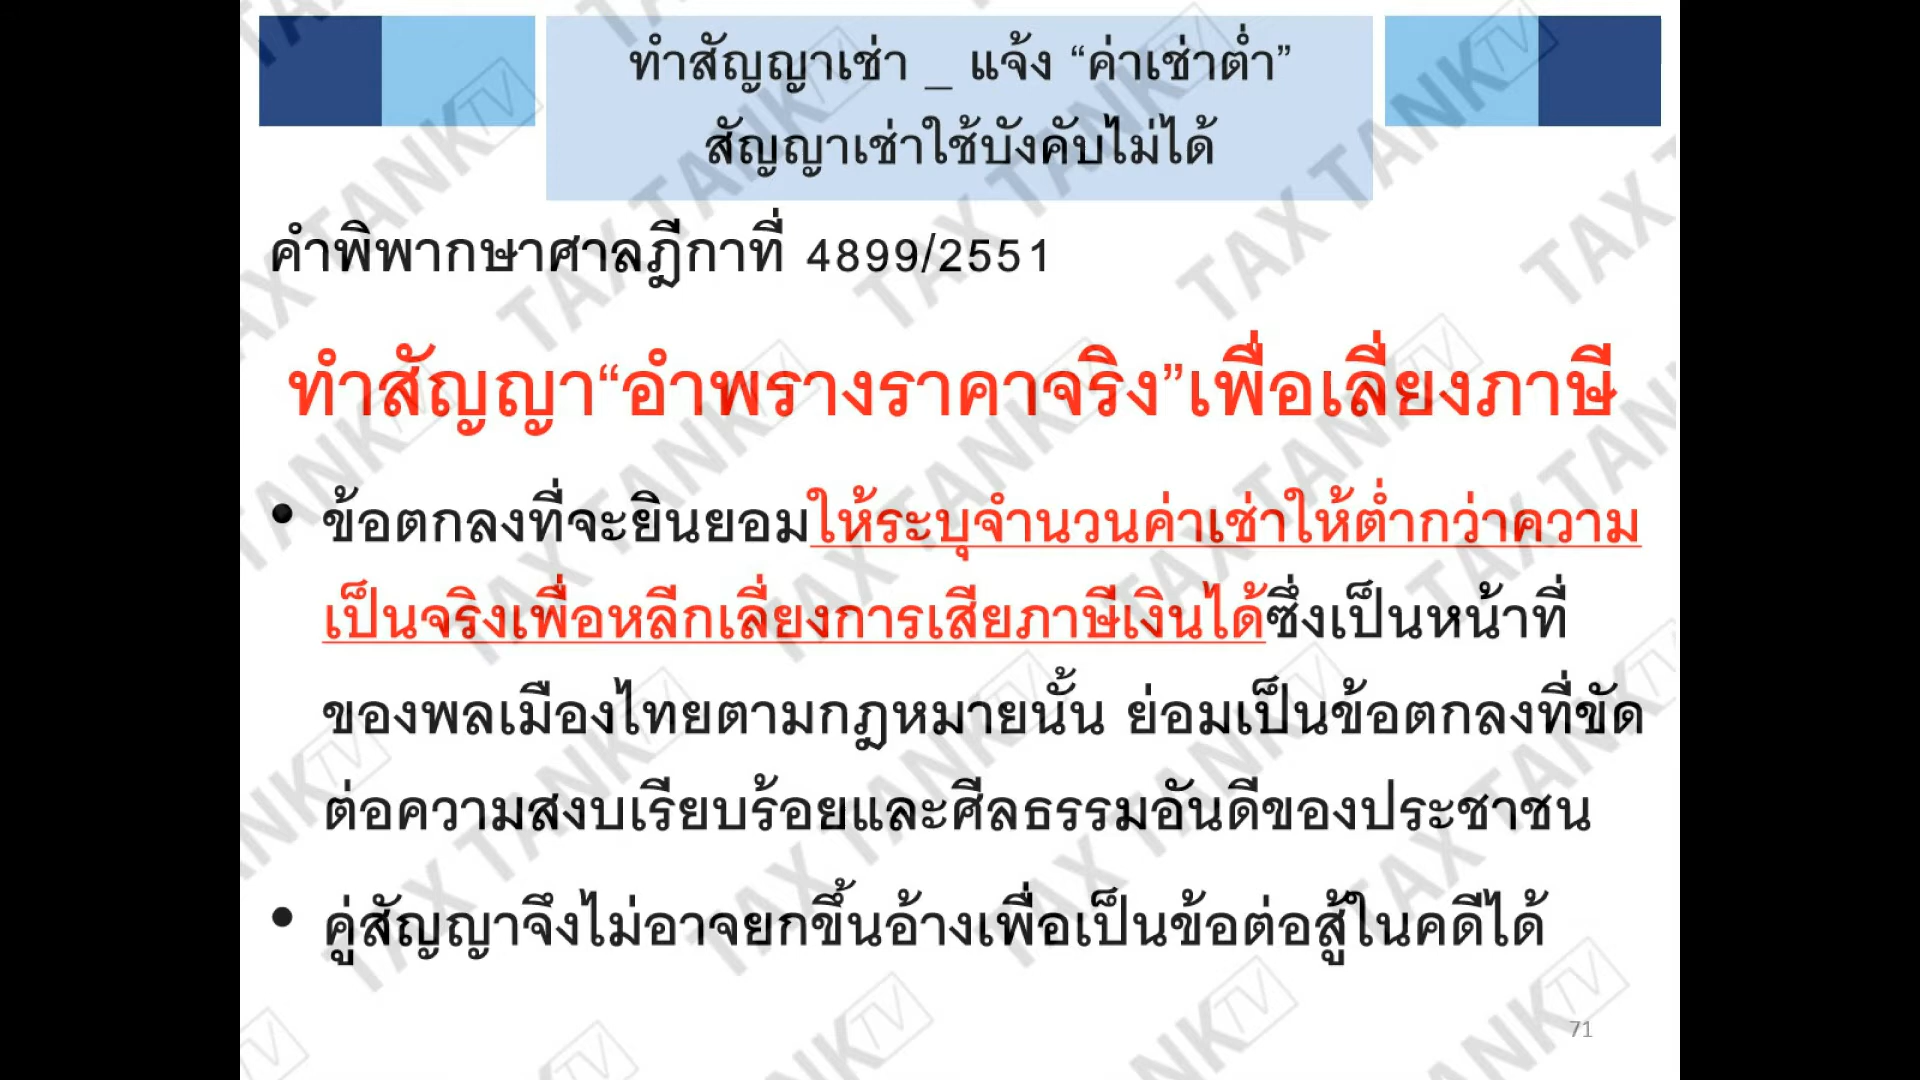 ทำสัญญาเช่า _ แจ้ง “ค่าเช่าต่ำ”
สัญญาเช่าใช้บังคับไม่ได้
คำพิพากษาศาลฎีกาที่ 4899/2551
ทำสัญญา“อำพรางราคาจริง”เพื่อเลี่ยงภาษี
• ข้อตกลงที่จะยินยอมให้ระบุจำนวนค่าเช่าให้ต่ำกว่าความ
เป็นจริงเพื่อหลีกเลี่ยงการเสียภาษีเงินได้ซึ่งเป็นหน้าที่
ของพลเมืองไทยตามกฎหมายนั้น ย่อมเป็นข้อตกลงที่ขัด
ต่อความสงบเรียบร้อยและศีลธรรมอันดีของประชาชน
• คู่สัญญาจึงไม่อาจยกขึ้นอ้างเพื่อเป็นข้อต่อสู้ในคดีได้
71
TAX TANK TV